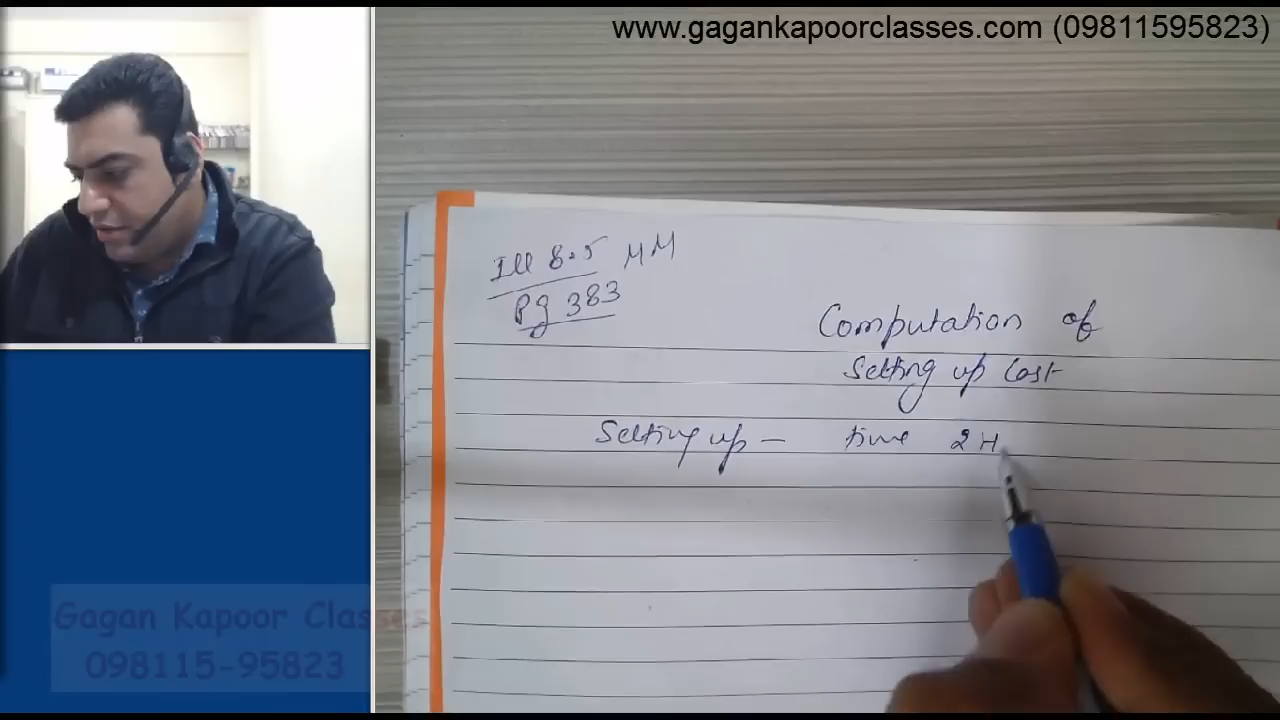 www.gagankapoorclasses.com (09811595823)
Ill 8.5 MM
Pg 383
Computation of
Setting up Cost
Setting up — time 2 H
Gagan Kapoor Classes
098115-95823